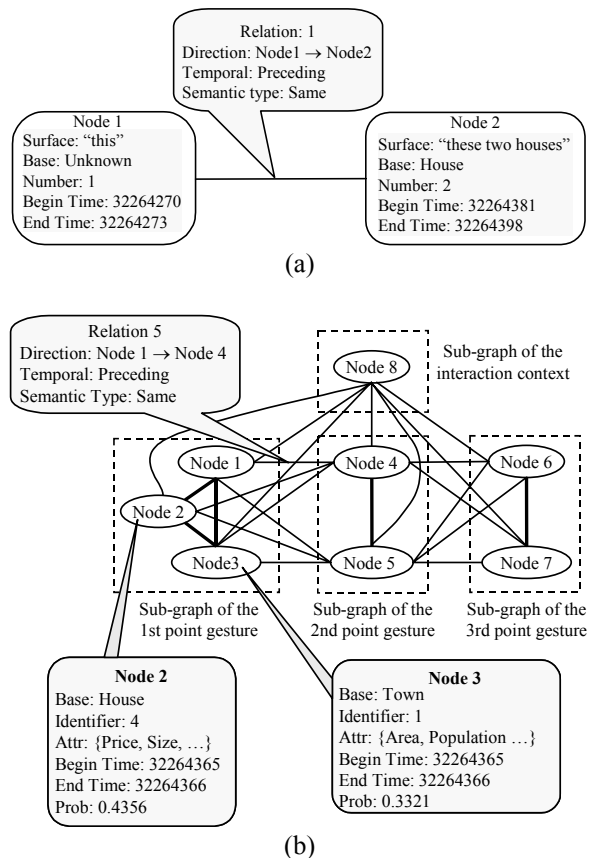 Relation: 1
Direction: Node1 → Node2
Temporal: Preceding
Semantic type: Same
Node 1
Surface: “this”
Base: Unknown
Number: 1
Begin Time: 32264270
End Time: 32264273
Node 2
Surface: “these two houses”
Base: House
Number: 2
Begin Time: 32264381
End Time: 32264398
(a)
Relation 5
Direction: Node 1 → Node 4
Temporal: Preceding
Semantic Type: Same
Node 8
Sub-graph of the
interaction context
Node 1
Node 4
Node 6
Node 2
Node3
Node 5
Node 7
Sub-graph of the
1st point gesture
Sub-graph of the
2nd point gesture
Sub-graph of the
3rd point gesture
Node 2
Base: House
Identifier: 4
Attr: {Price, Size, …}
Begin Time: 32264365
End Time: 32264366
Prob: 0.4356
Node 3
Base: Town
Identifier: 1
Attr: {Area, Population …}
Begin Time: 32264365
End Time: 32264366
Prob: 0.3321
(b)